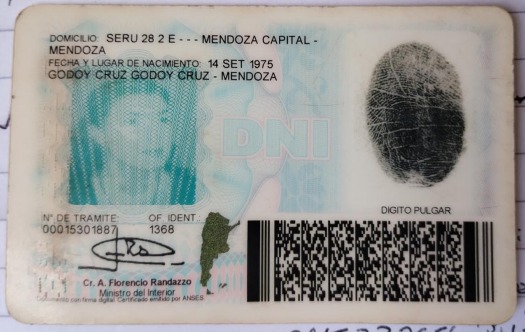 DOMICILIO: SERU 28 2 E - - - MENDOZA CAPITAL -
MENDOZA
FECHA Y LUGAR DE NACIMIENTO: 14 SET 1975
GODOY CRUZ GODOY CRUZ - MENDOZA
DNI
DIGITO PULGAR
N° DE TRAMITE: OF. IDENT.:
00015301887 1368
Cr. A. Florencio Randazzo
Ministro del Interior
Documento con firma digital. Certificado emitido por ANSES